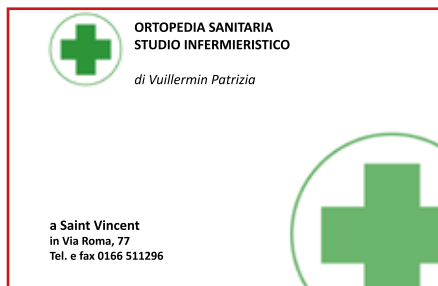 ORTOPEDIA SANITARIA
STUDIO INFERMIERISTICO
di Vuillermin Patrizia
a Saint Vincent
in Via Roma, 77
Tel. e fax 0166 511296